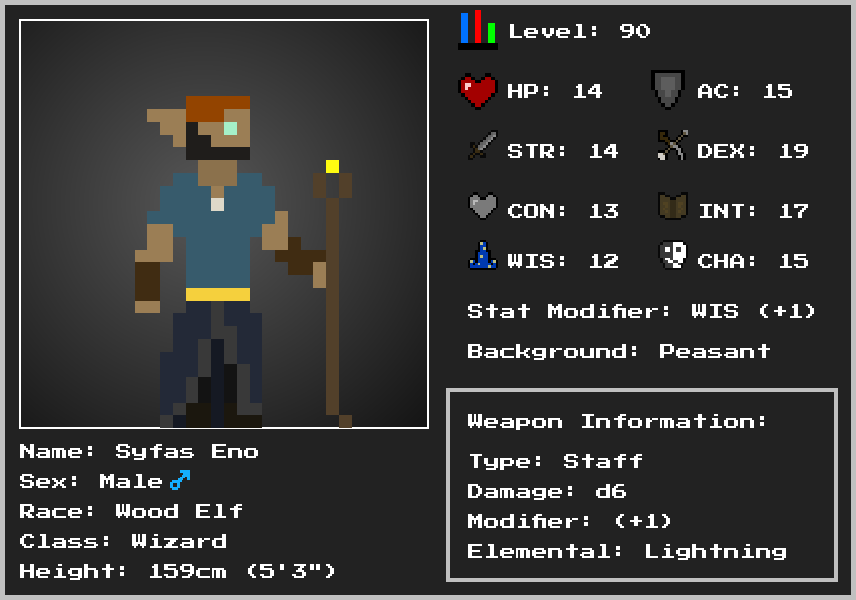 Level: 90
HP: 14
AC: 15
STR: 14
DEX: 19
CON: 13
INT: 17
WIS: 12
CHA: 15
Stat Modifier: WIS (+1)
Background: Peasant
Weapon Information:
Type: Staff
Damage: d6
Modifier: (+1)
Elemental: Lightning
Name: Syfas Eno
Sex: Male ♂
Race: Wood Elf
Class: Wizard
Height: 159cm (5'3")